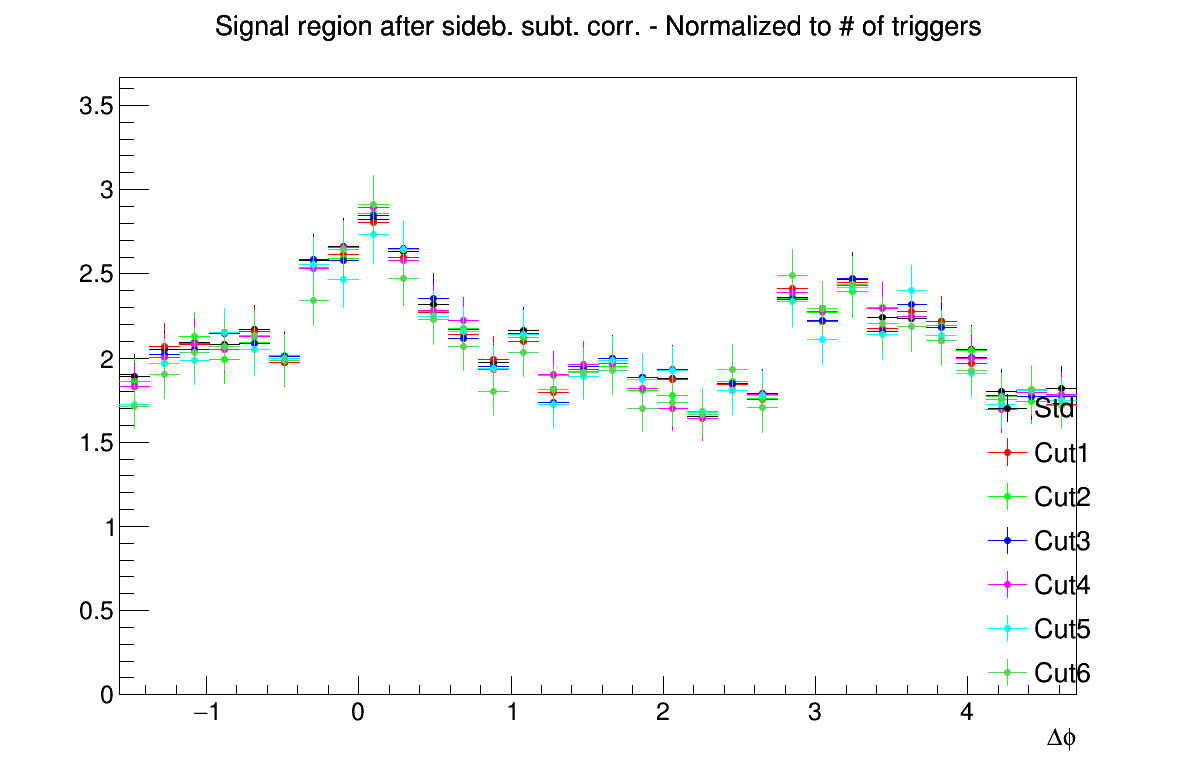 Signal region after sideb. subt. corr. - Normalized to # of triggers
3.5
3
2.5
2
1.5
1
0.5
0
−1 0 1 2 3 4
Δϕ
Std
Cut1
Cut2
Cut3
Cut4
Cut5
Cut6